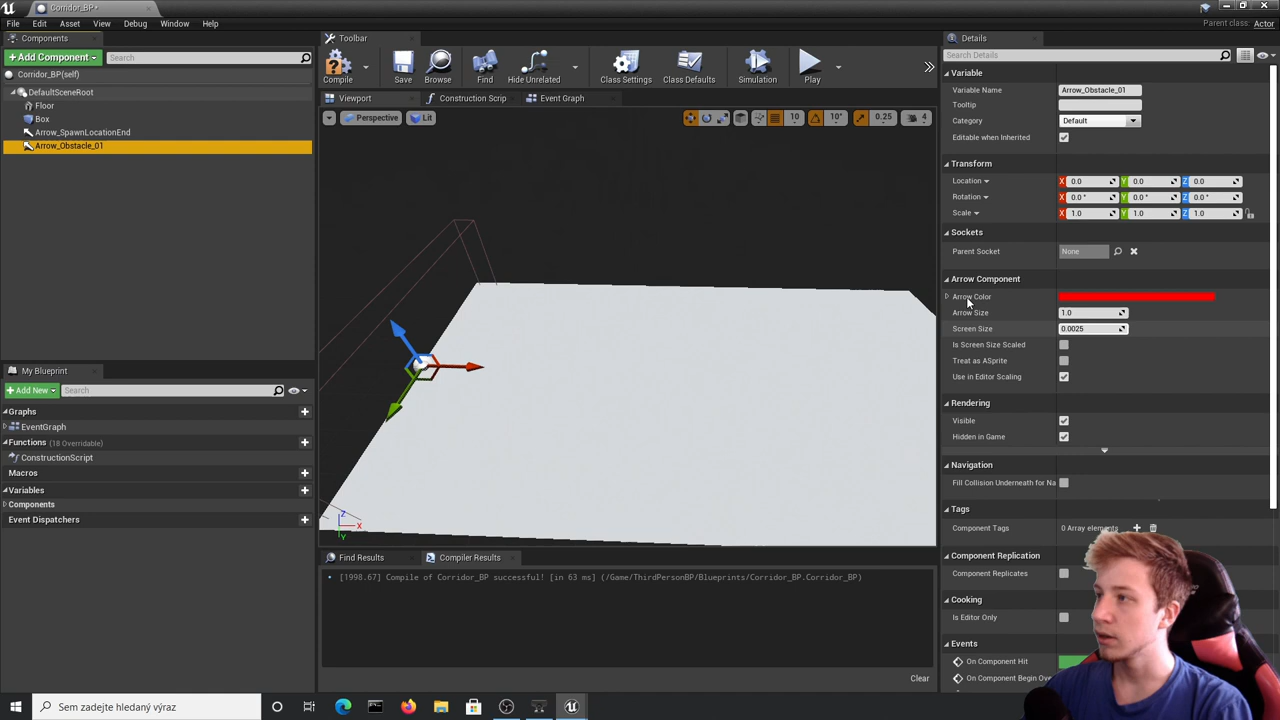 Corridor_BP*
File Edit Asset View Debug Window Help
Parent class: Actor
Components
+Add Component
Search
Corridor_BP(self)
DefaultSceneRoot
Floor
Box
Arrow_SpawnLocationEnd
Arrow_Obstacle_01
My Blueprint
+Add New
Search
Graphs
EventGraph
Functions (18 Overridable)
ConstructionScript
Macros
Variables
Components
Event Dispatchers
Toolbar
Compile Save Browse Find Hide Unrelated Class Settings Class Defaults Simulation Play
Viewport Construction Scrip Event Graph
Perspective Lit
10 10° 0.25 4
Z
X
Y
Find Results Compiler Results
[1998.67] Compile of Corridor_BP successful! [in 63 ms] (/Game/ThirdPersonBP/Blueprints/Corridor_BP.Corridor_BP)
Clear
Details
Search Details
Variable
Variable Name Arrow_Obstacle_01
Tooltip
Category Default
Editable when Inherited
Transform
Location X 0.0 Y 0.0 Z 0.0
Rotation X 0.0° Y 0.0° Z 0.0°
Scale X 1.0 Y 1.0 Z 1.0
Sockets
Parent Socket None
Arrow Component
Arrow Color
Arrow Size 1.0
Screen Size 0.0025
Is Screen Size Scaled
Treat as ASprite
Use in Editor Scaling
Rendering
Visible
Hidden in Game
Navigation
Fill Collision Underneath for Na
Tags
Component Tags 0 Array elements
Component Replication
Component Replicates
Cooking
Is Editor Only
Events
On Component Hit
On Component Begin Ove
Sem zadejte hledaný výraz